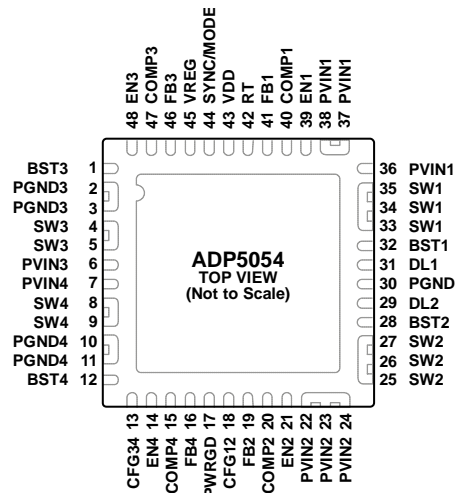 48 EN3
47 COMP3
46 FB3
45 VREG
44 SYNC/MODE
43 VDD
42 RT
41 FB1
40 COMP1
39 EN1
38 PVIN1
37 PVIN1
BST3 1
PGND3 2
PGND3 3
SW3 4
SW3 5
PVIN3 6
PVIN4 7
SW4 8
SW4 9
PGND4 10
PGND4 11
BST4 12
ADP5054
TOP VIEW
(Not to Scale)
36 PVIN1
35 SW1
34 SW1
33 SW1
32 BST1
31 DL1
30 PGND
29 DL2
28 BST2
27 SW2
26 SW2
25 SW2
CFG34 13
EN4 14
COMP4 15
FB4 16
PWRGD 17
CFG12 18
FB2 19
COMP2 20
EN2 21
PVIN2 22
PVIN2 23
PVIN2 24